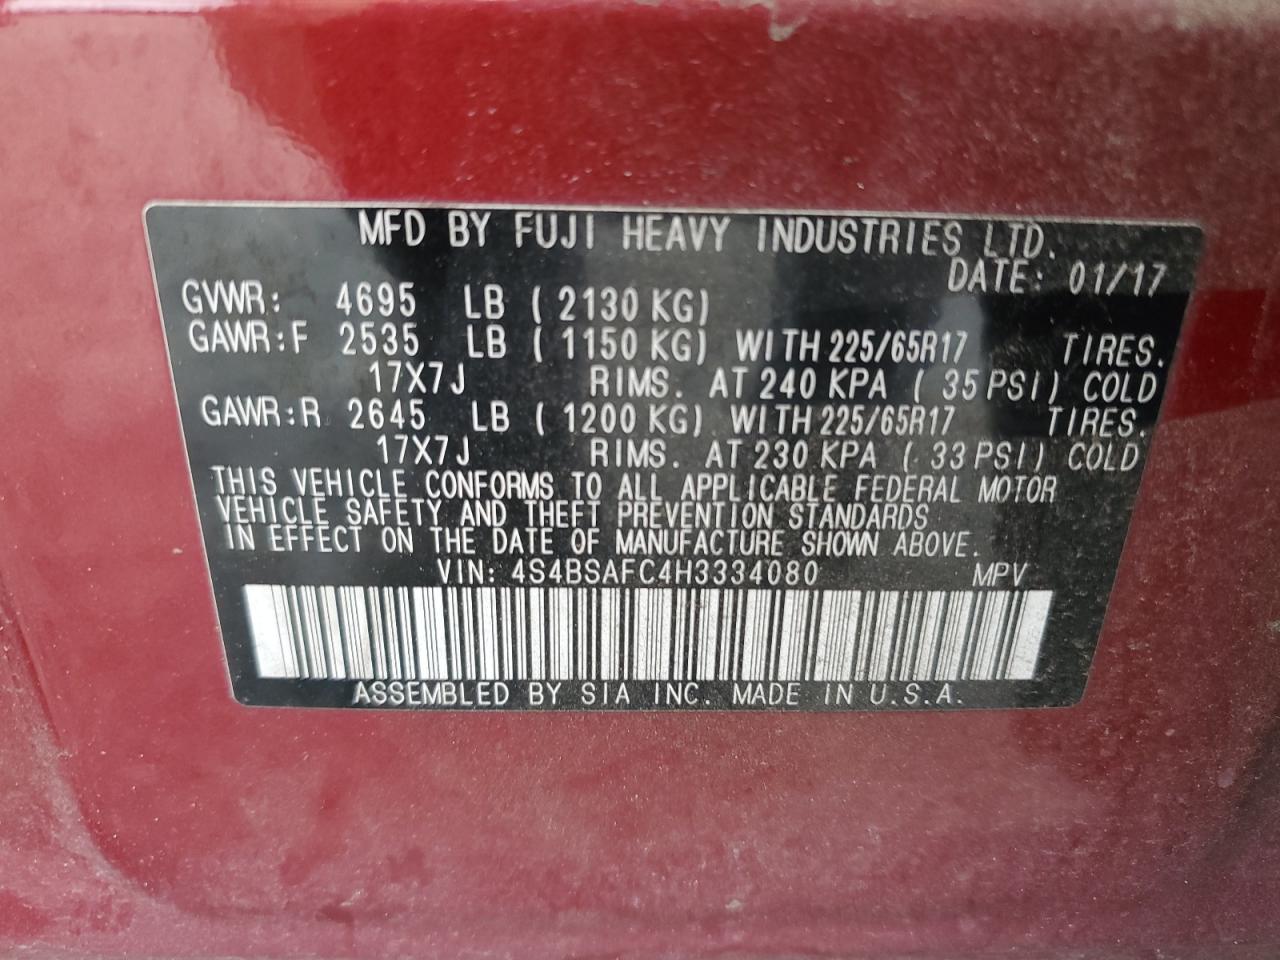 MFD BY FUJI HEAVY INDUSTRIES LTD.
DATE: 01/17
GVWR: 4695 LB (2130 KG)
GAWR:F 2535 LB (1150 KG) WITH 225/65R17 TIRES.
17X7J RIMS. AT 240 KPA (35 PSI) COLD
GAWR:R 2645 LB (1200 KG) WITH 225/65R17 TIRES.
17X7J RIMS. AT 230 KPA (33 PSI) COLD
THIS VEHICLE CONFORMS TO ALL APPLICABLE FEDERAL MOTOR
VEHICLE SAFETY AND THEFT PREVENTION STANDARDS
IN EFFECT ON THE DATE OF MANUFACTURE SHOWN ABOVE.
VIN: 4S4BSAFC4H3334080 MPV
ASSEMBLED BY SIA INC. MADE IN U.S.A.